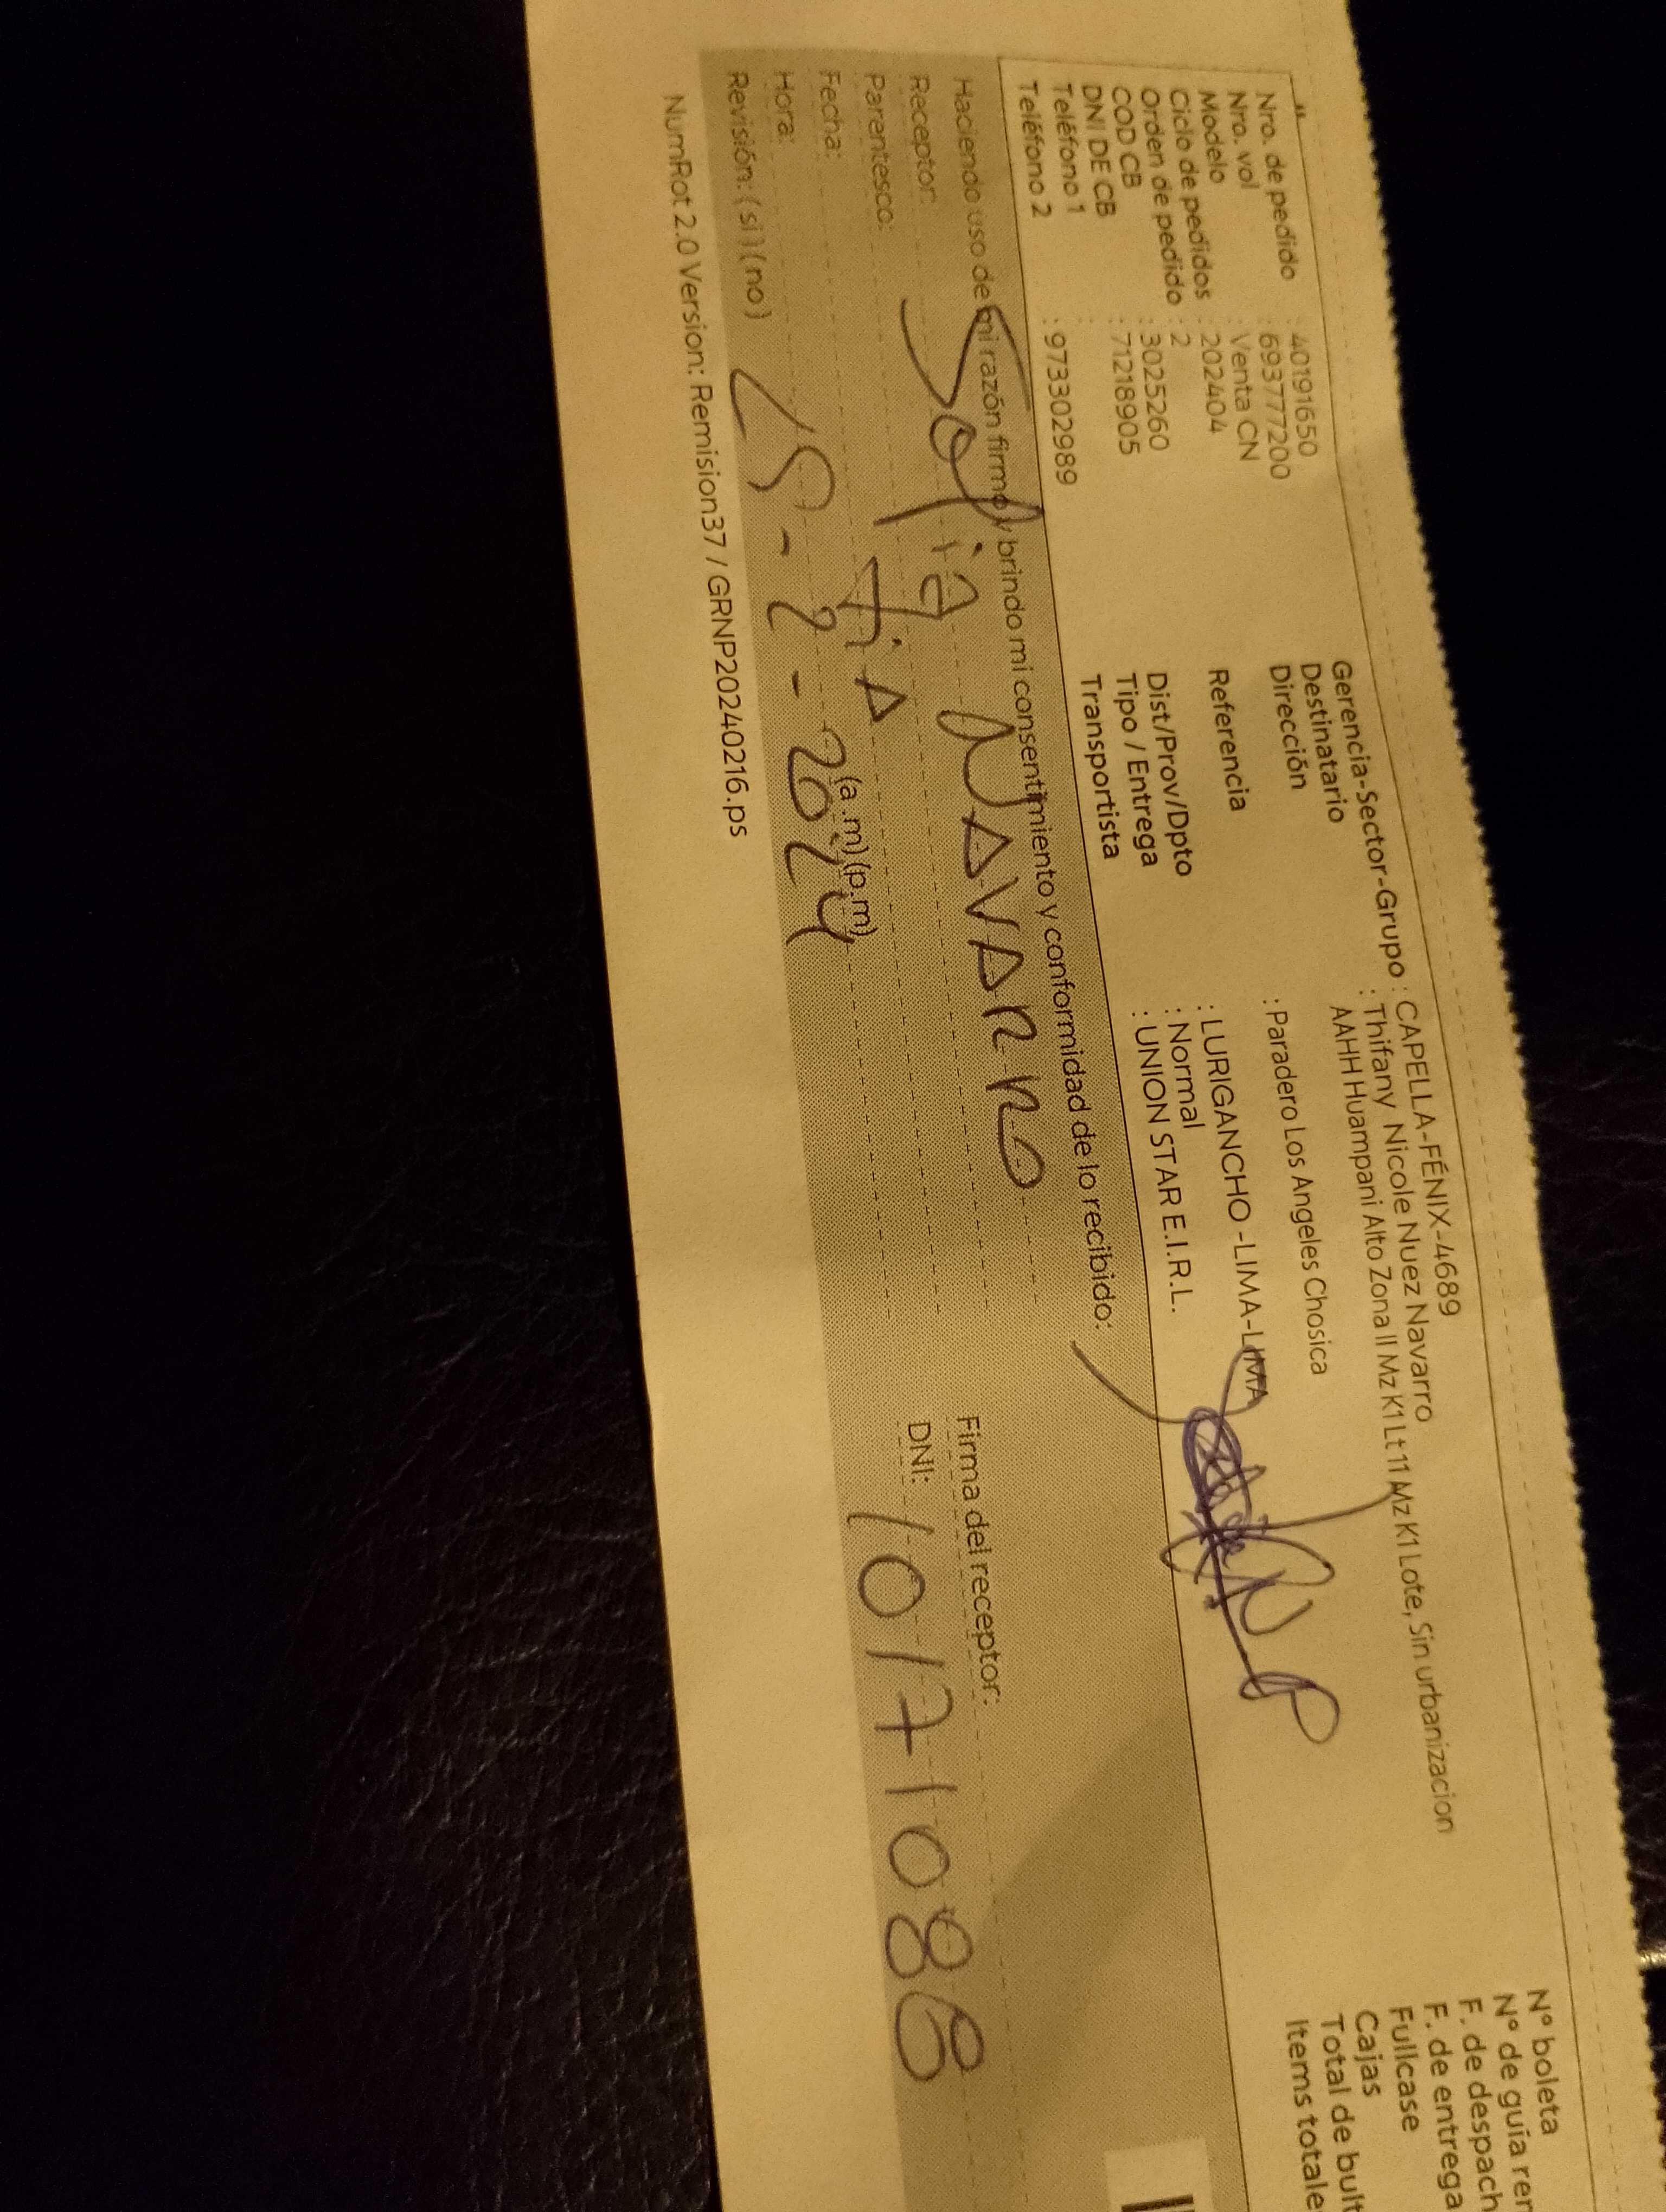 Nro. de pedido : 40191650
Nro. vol : 693777200
Modelo : Venta CN
Ciclo de pedidos : 202404
Orden de pedido : 2
COD CB : 3025260
DNI DE CB : 71218905
Teléfono 1 :
Teléfono 2 : 973302989
Gerencia-Sector-Grupo : CAPELLA-FÉNIX-4689
Destinatario : Thifany Nicole Nuez Navarro
Dirección AAHH Huampani Alto Zona II Mz K1 Lt 11 Mz K1 Lote, Sin urbanizacion
Referencia : Paradero Los Angeles Chosica
Dist/Prov/Dpto : LURIGANCHO -LIMA-LIMA
Tipo / Entrega : Normal
Transportista : UNION STAR E.I.R.L.
N° boleta
N° de guía rem
F. de despach
F. de entrega
Fullcase
Cajas
Total de bult
Items totale
Haciendo uso de mi razón firmo y brindo mi consentimiento y conformidad de lo recibido:
Receptor: Sofia NAVARRO
Parentesco: TiA
Fecha: 25-2-2024
Hora: (a.m)(p.m)
Revisión: (si)(no)
Firma del receptor:
DNI: 10171088
NumRot 2.0 Version: Remision37 / GRNP20240216.ps